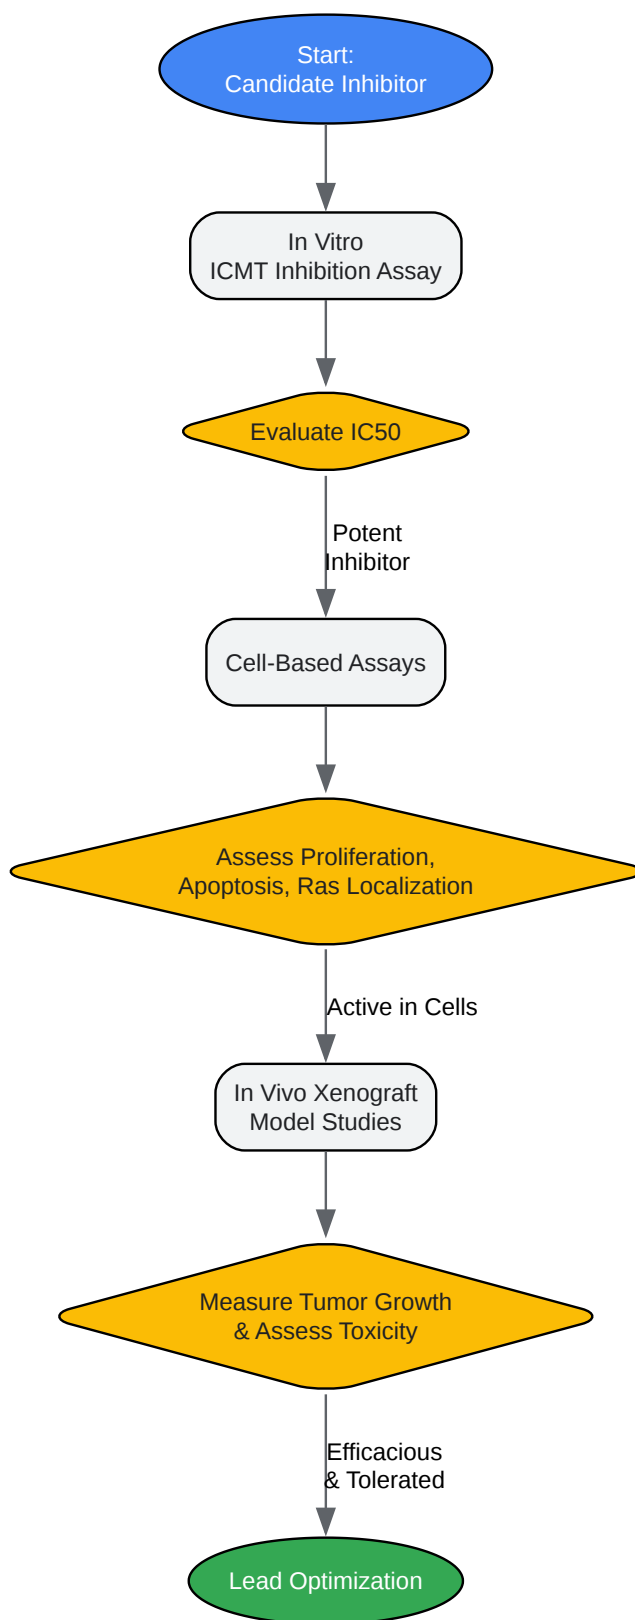 Start:
Candidate Inhibitor
In Vitro
ICMT Inhibition Assay
Evaluate IC50
Potent
Inhibitor
Cell-Based Assays
Assess Proliferation,
Apoptosis, Ras Localization
Active in Cells
In Vivo Xenograft
Model Studies
Measure Tumor Growth
& Assess Toxicity
Efficacious
& Tolerated
Lead Optimization